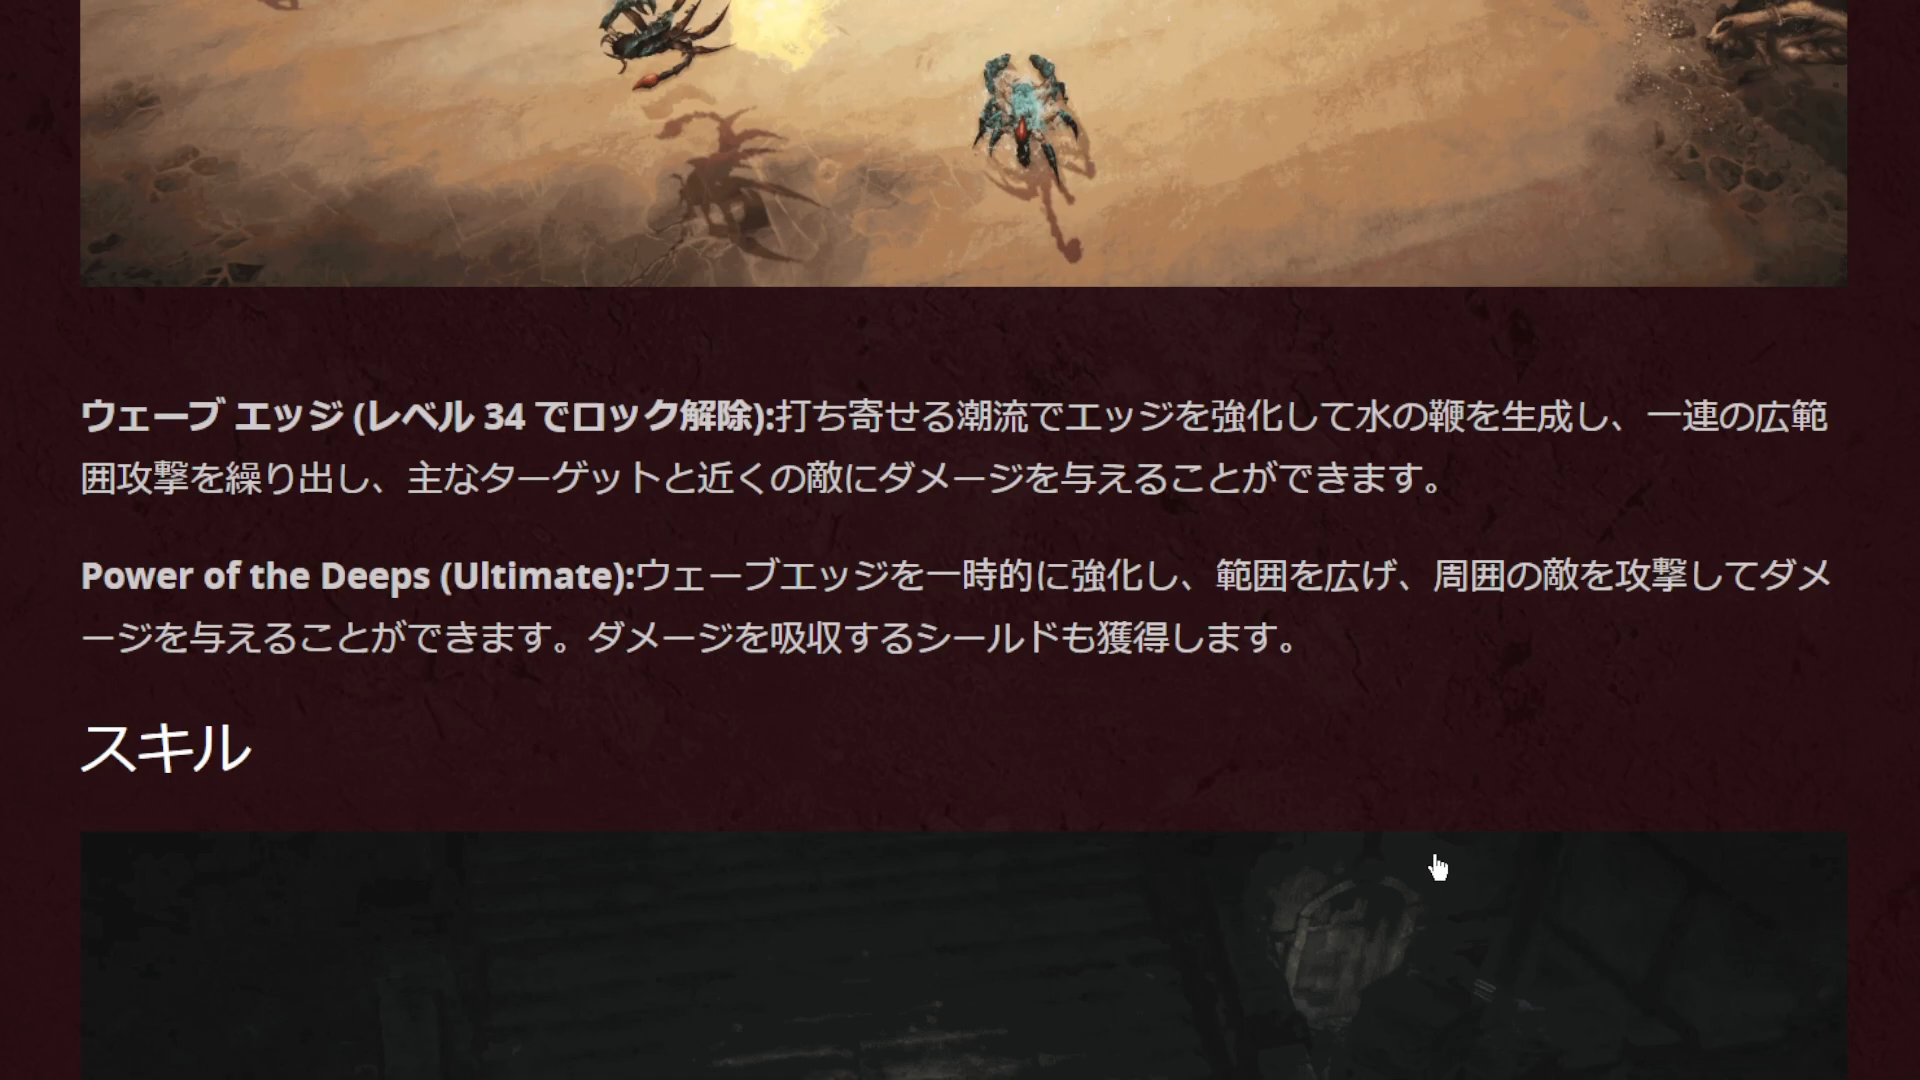 ウェーブ エッジ (レベル 34 でロック解除):打ち寄せる潮流でエッジを強化して水の鞭を生成し、一連の広範
囲攻撃を繰り出し、主なターゲットと近くの敵にダメージを与えることができます。
Power of the Deeps (Ultimate):ウェーブエッジを一時的に強化し、範囲を広げ、周囲の敵を攻撃してダメ
ージを与えることができます。ダメージを吸収するシールドも獲得します。
スキル